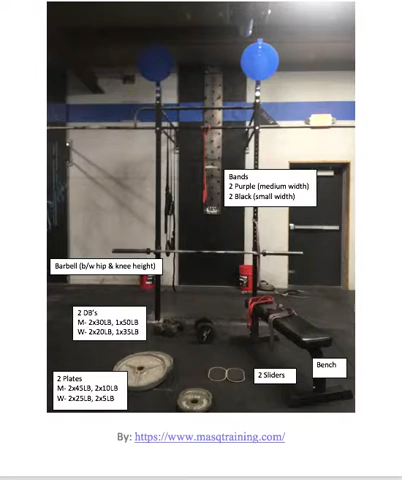 Bands
2 Purple (medium width)
2 Black (small width)
Barbell (b/w hip & knee height)
2 DB's
M- 2x30LB, 1x50LB
W- 2x20LB, 1x35LB
2 Plates
M- 2x45LB, 2x10LB
W- 2x25LB, 2x5LB
2 Sliders
Bench
By: https://www.masqtraining.com/